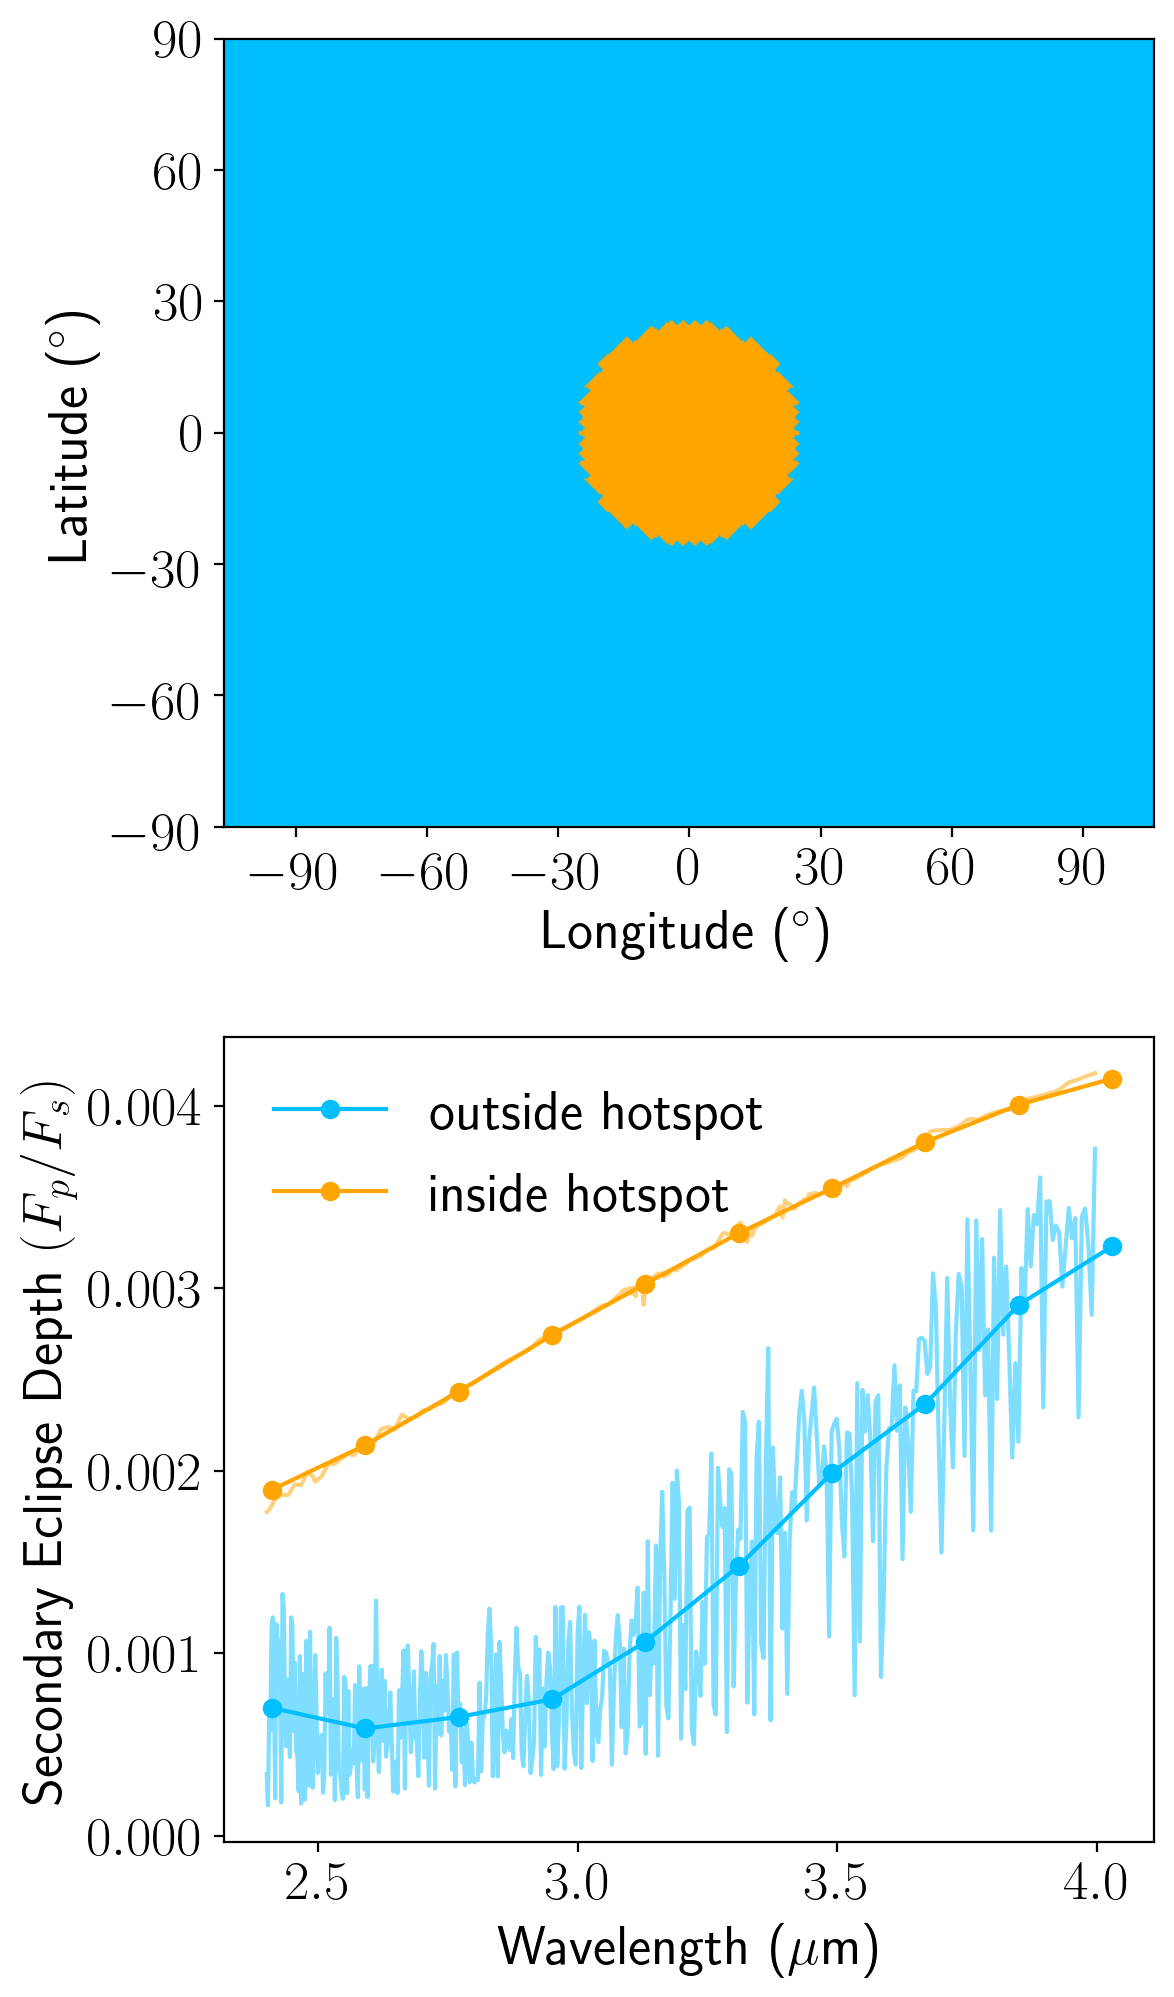 90
60
30
0
−30
−60
−90
Latitude (°)
−90 −60 −30 0 30 60 90
Longitude (°)
outside hotspot
inside hotspot
0.004
0.003
0.002
0.001
0.000
Secondary Eclipse Depth (F_p/F_s)
2.5 3.0 3.5 4.0
Wavelength (μm)